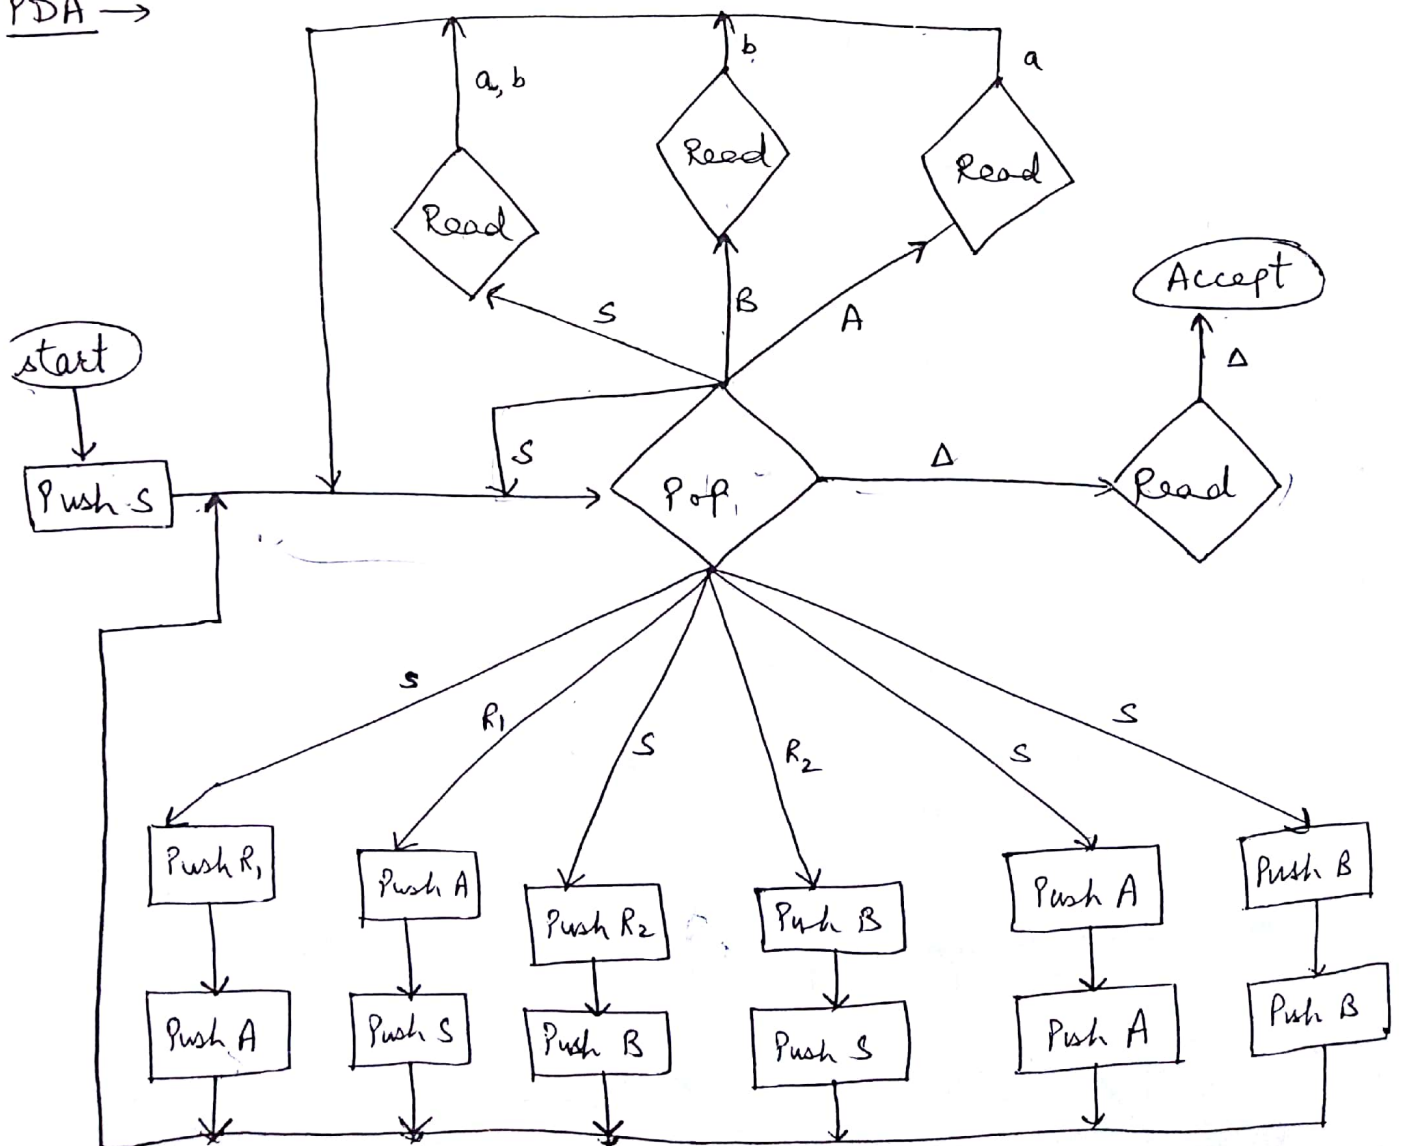 PDA →
a, b
b
a
Read
Read
Read
Accept
S
B
A
start
Δ
S
Δ
Push S
Pop
Read
S
R1
S
R2
S
S
Push R1
Push A
Push R2
Push B
Push A
Push B
Push A
Push S
Push B
Push S
Push A
Push B